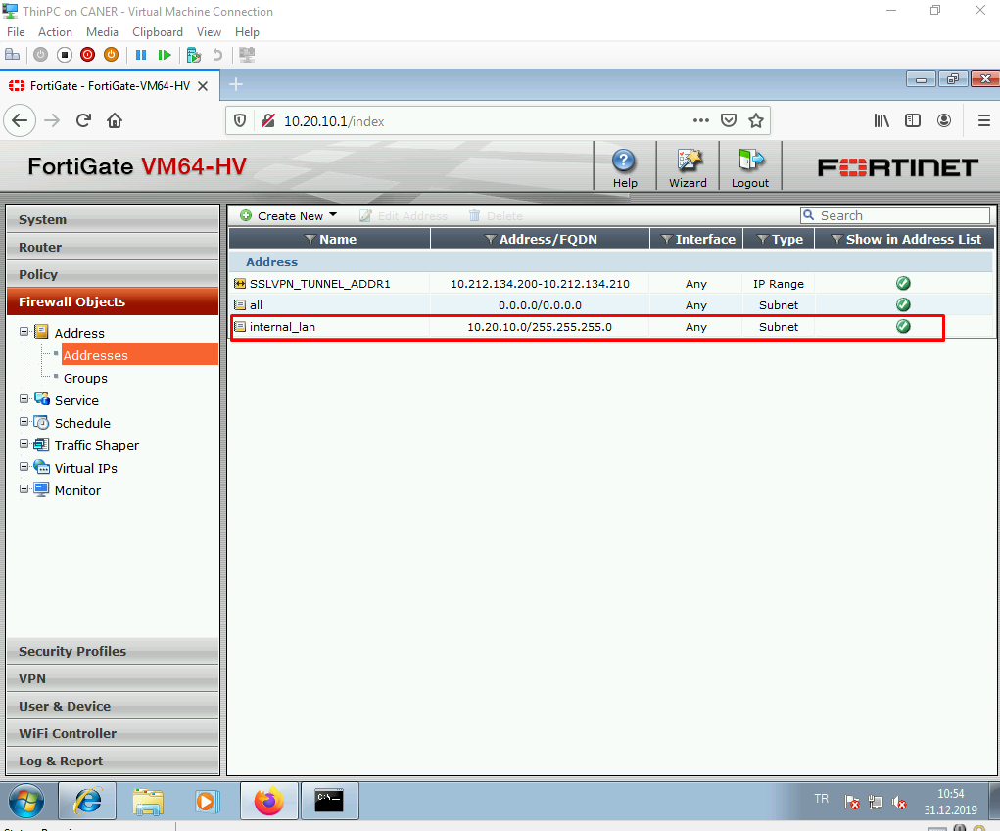 ThinPC on CANER - Virtual Machine Connection
File Action Media Clipboard View Help
FortiGate - FortiGate-VM64-HV
10.20.10.1/index
FortiGate VM64-HV
Help Wizard Logout
FORTINET
System
Router
Policy
Firewall Objects
Address
Addresses
Groups
Service
Schedule
Traffic Shaper
Virtual IPs
Monitor
Security Profiles
VPN
User & Device
WiFi Controller
Log & Report
Create New Edit Address Delete Search
Name Address/FQDN Interface Type Show in Address List
Address
SSLVPN_TUNNEL_ADDR1 10.212.134.200-10.212.134.210 Any IP Range
all 0.0.0.0/0.0.0.0 Any Subnet
internal_lan 10.20.10.0/255.255.255.0 Any Subnet
C:\_
TR
10:54
31.12.2019